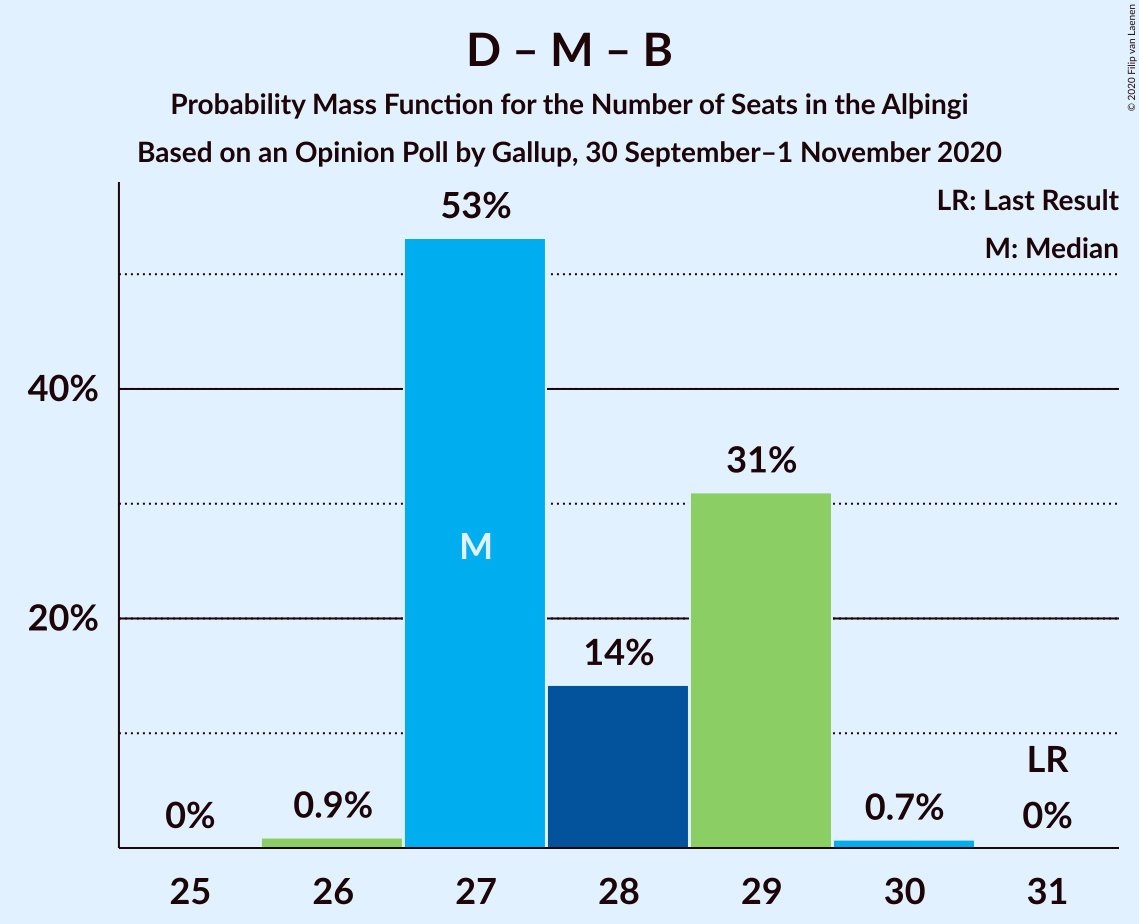 D – M – B
Probability Mass Function for the Number of Seats in the Alþingi
Based on an Opinion Poll by Gallup, 30 September–1 November 2020
© 2020 Filip van Laenen
LR: Last Result
M: Median
53%
40%
31%
M
20%
14%
LR
0%
0.9%
0.7%
0%
25
26
27
28
29
30
31